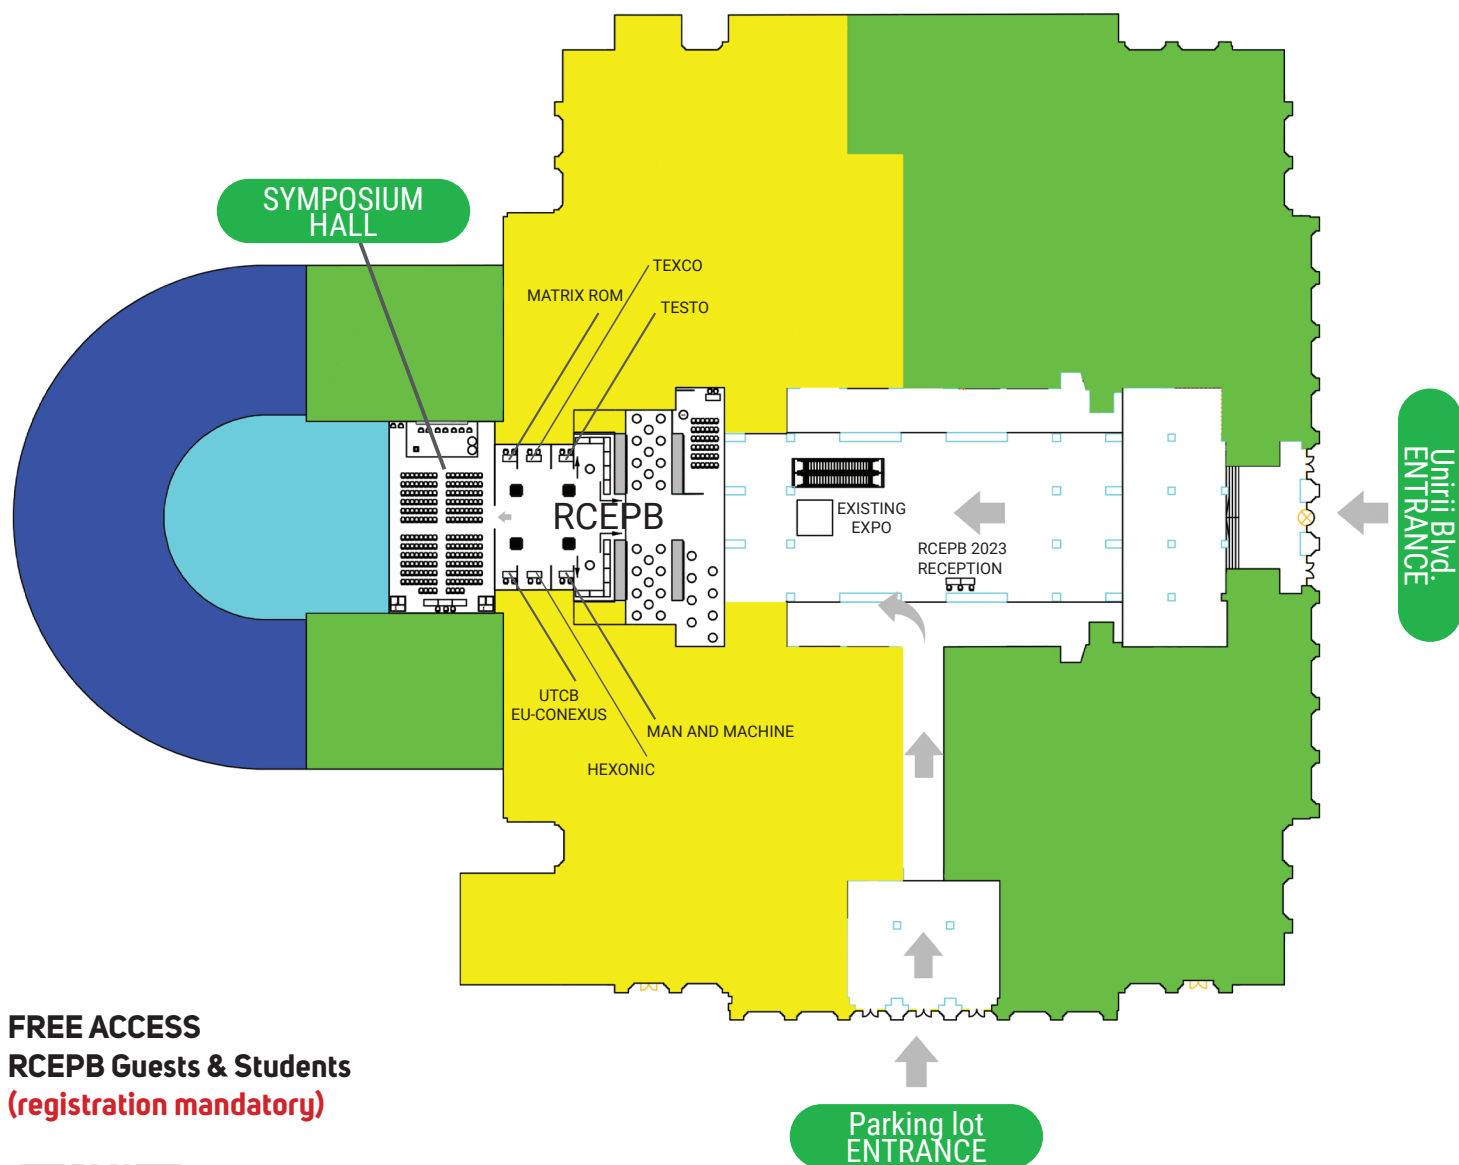 SYMPOSIUM
HALL
TEXCO
MATRIX ROM
TESTO
RCEPB
EXISTING
EXPO
RCEPB 2023
RECEPTION
Unirii Blvd.
ENTRANCE
UTCB
EU-CONEXUS
MAN AND MACHINE
HEXONIC
FREE ACCESS
RCEPB Guests & Students
(registration mandatory)
Parking lot
ENTRANCE